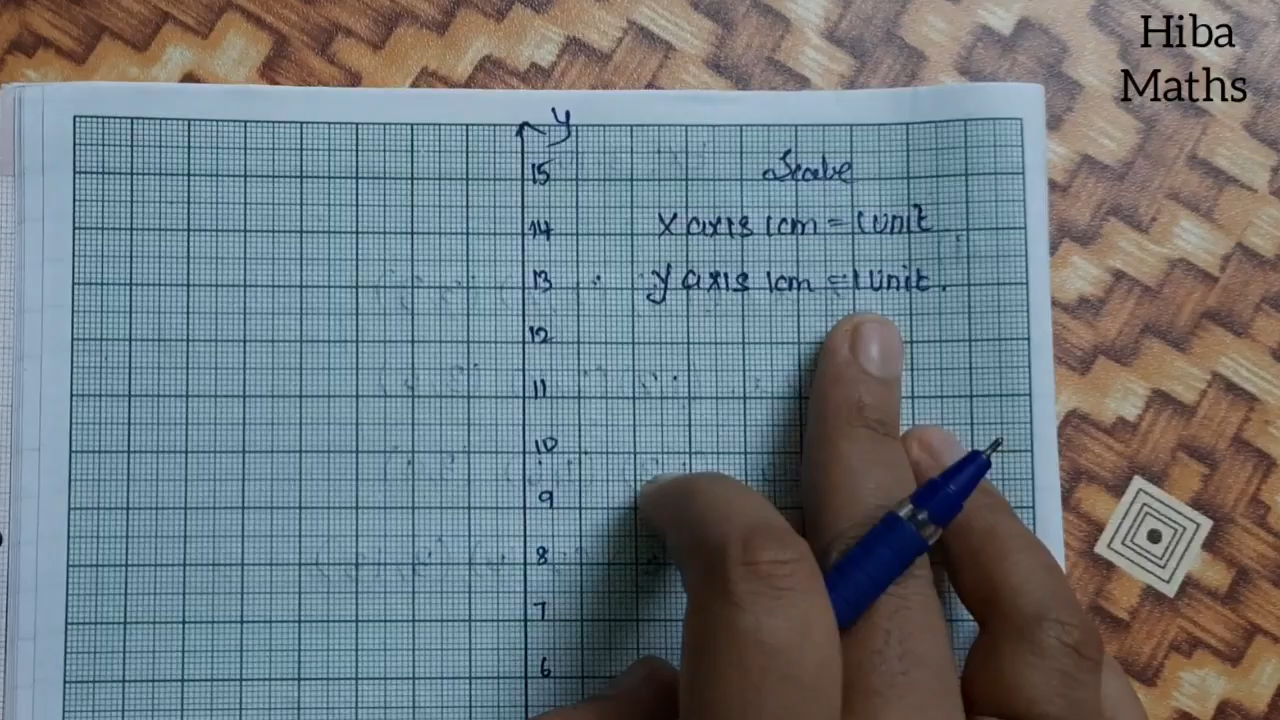 Hiba
Maths
y
Scale
15
X axis 1cm = 1 unit
14
y axis 1cm = 1 unit.
13
12
11
10
9
8
7
6